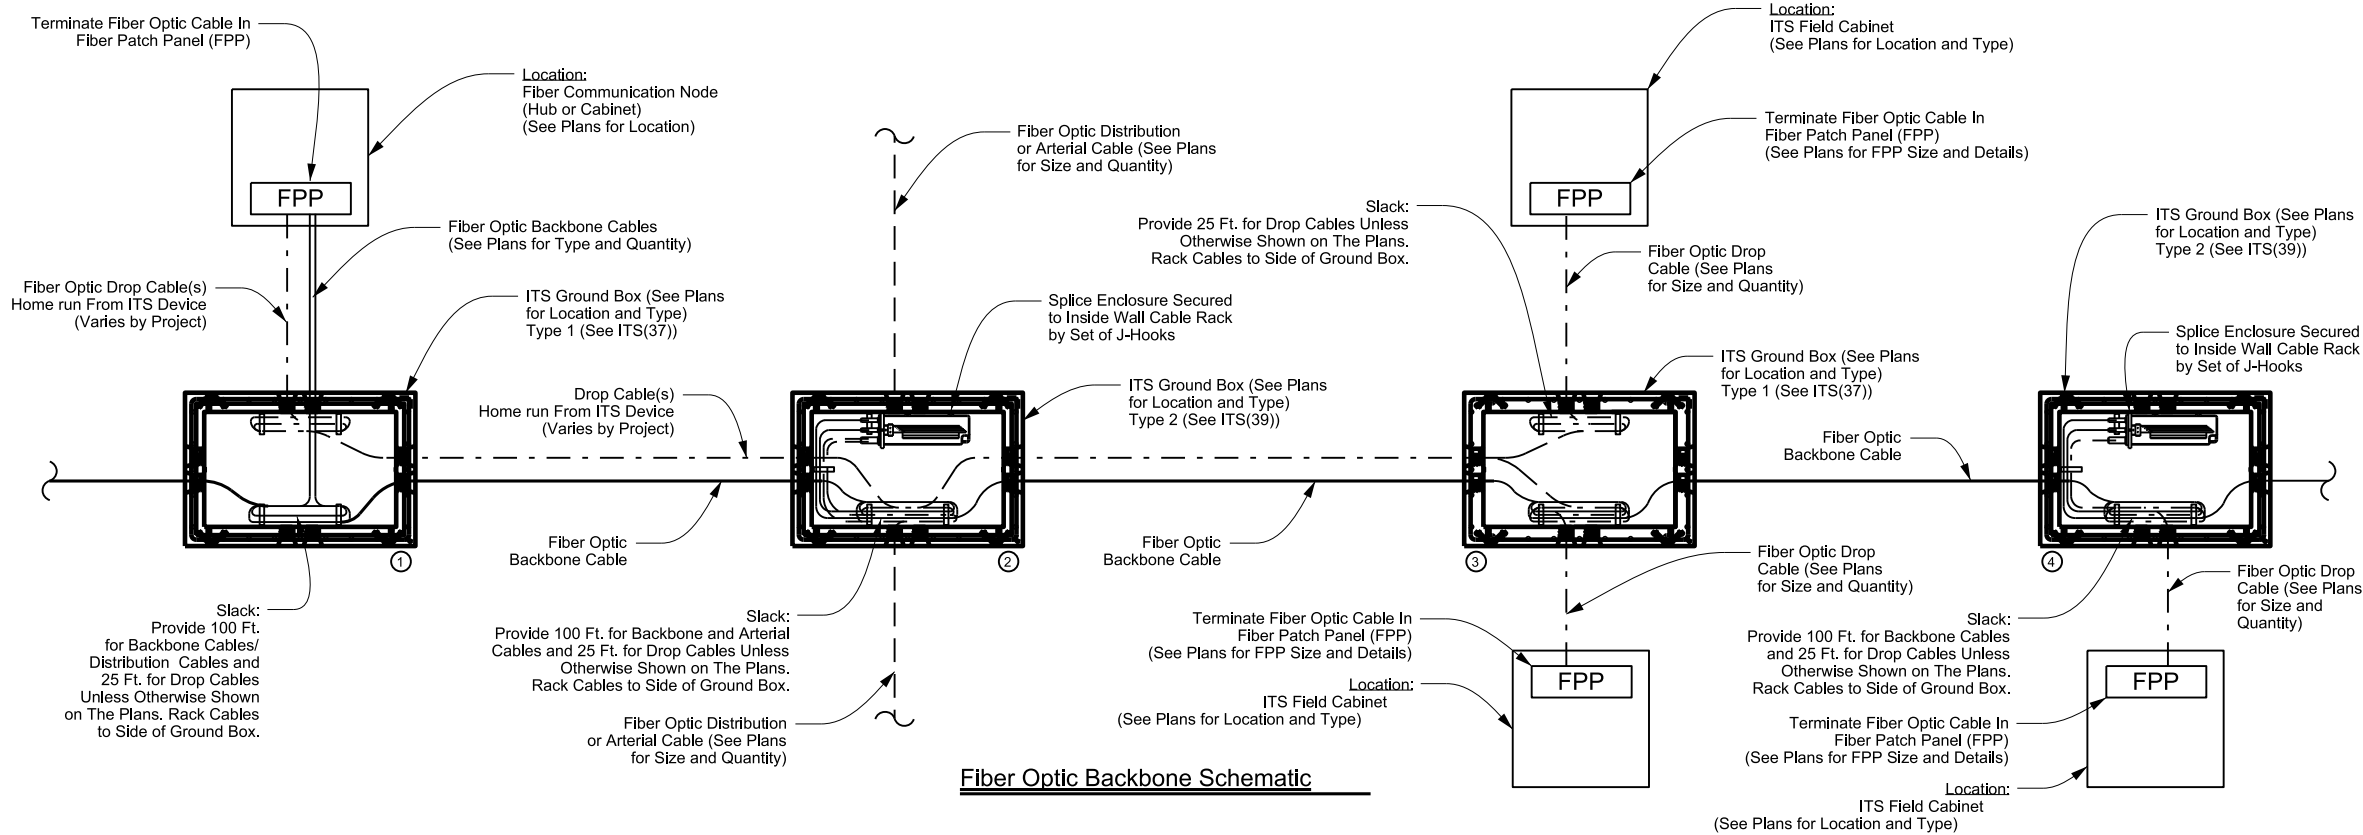 Terminate Fiber Optic Cable In
Fiber Patch Panel (FPP)
Location:
Fiber Communication Node
(Hub or Cabinet)
(See Plans for Location)
FPP
Fiber Optic Backbone Cables
(See Plans for Type and Quantity)
Fiber Optic Drop Cable(s)
Home run From ITS Device
(Varies by Project)
ITS Ground Box (See Plans
for Location and Type)
Type 1 (See ITS(37))
Drop Cable(s)
Home run From ITS Device
(Varies by Project)
1
Slack:
Provide 100 Ft.
for Backbone Cables/
Distribution Cables and
25 Ft. for Drop Cables
Unless Otherwise Shown
on The Plans. Rack Cables
to Side of Ground Box.
Fiber Optic
Backbone Cable
Fiber Optic Distribution
or Arterial Cable (See Plans
for Size and Quantity)
Splice Enclosure Secured
to Inside Wall Cable Rack
by Set of J-Hooks
ITS Ground Box (See Plans
for Location and Type)
Type 2 (See ITS(39))
2
Slack:
Provide 100 Ft. for Backbone and Arterial
Cables and 25 Ft. for Drop Cables Unless
Otherwise Shown on The Plans.
Rack Cables to Side of Ground Box.
Fiber Optic Distribution
or Arterial Cable (See Plans
for Size and Quantity)
Fiber Optic
Backbone Cable
Location:
ITS Field Cabinet
(See Plans for Location and Type)
Terminate Fiber Optic Cable In
Fiber Patch Panel (FPP)
(See Plans for FPP Size and Details)
FPP
Slack:
Provide 25 Ft. for Drop Cables Unless
Otherwise Shown on The Plans.
Rack Cables to Side of Ground Box.
Fiber Optic Drop
Cable (See Plans
for Size and Quantity)
ITS Ground Box (See Plans
for Location and Type)
Type 1 (See ITS(37))
3
Fiber Optic Drop
Cable (See Plans
for Size and Quantity)
Terminate Fiber Optic Cable In
Fiber Patch Panel (FPP)
(See Plans for FPP Size and Details)
FPP
Location:
ITS Field Cabinet
(See Plans for Location and Type)
Fiber Optic
Backbone Cable
ITS Ground Box (See Plans
for Location and Type)
Type 2 (See ITS(39))
Splice Enclosure Secured
to Inside Wall Cable Rack
by Set of J-Hooks
4
Fiber Optic Drop
Cable (See Plans
for Size and
Quantity)
Slack:
Provide 100 Ft. for Backbone Cables
and 25 Ft. for Drop Cables Unless
Otherwise Shown on The Plans.
Rack Cables to Side of Ground Box.
FPP
Terminate Fiber Optic Cable In
Fiber Patch Panel (FPP)
(See Plans for FPP Size and Details)
Location:
ITS Field Cabinet
(See Plans for Location and Type)
Fiber Optic Backbone Schematic